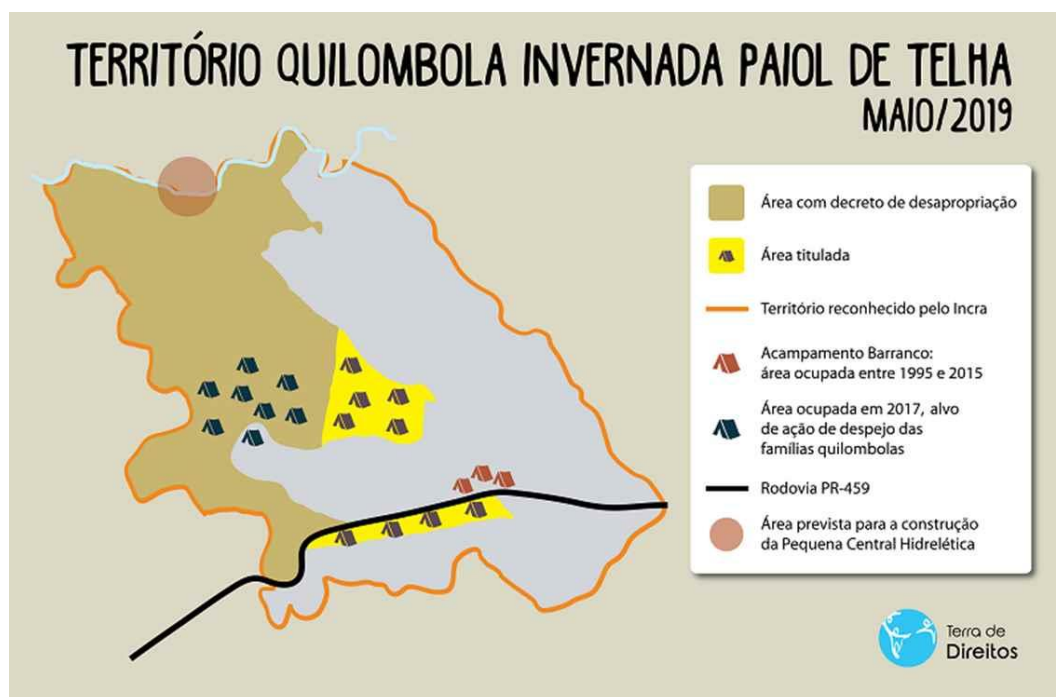 TERRITÓRIO QUILOMBOLA INVERNADA PAIOL DE TELHA
MAIO/2019
Área com decreto de desapropriação
Área titulada
Território reconhecido pelo Incra
Acampamento Barranco:
área ocupada entre 1995 e 2015
Área ocupada em 2017, alvo
de ação de despejo das
famílias quilombolas
Rodovia PR-459
Área prevista para a construção
da Pequena Central Hidrelética
Terra de
Direitos